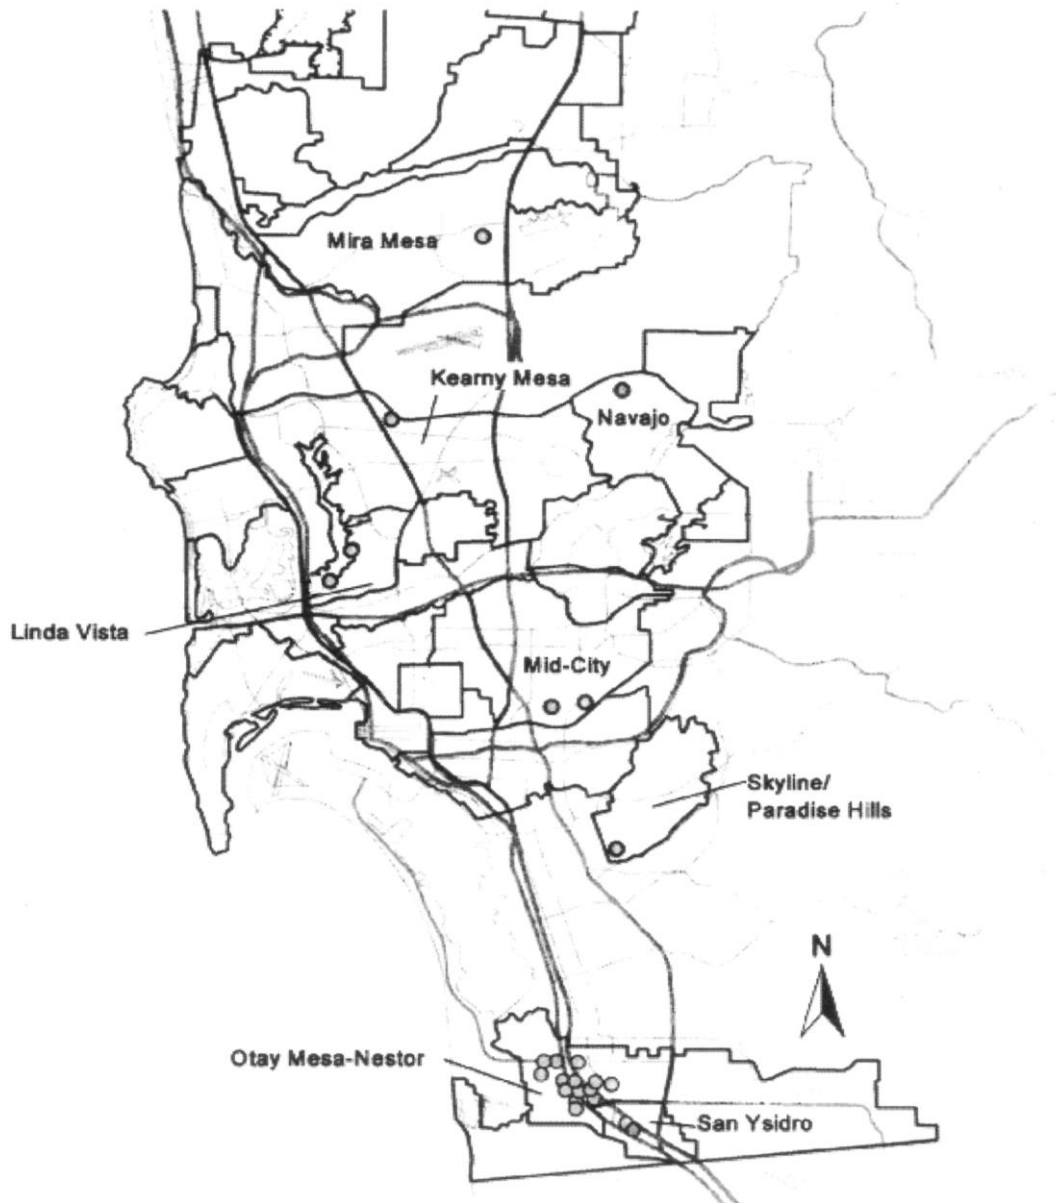 Mira Mesa
Kearny Mesa
Navajo
Linda Vista
Mid-City
Skyline/
Paradise Hills
N
Otay Mesa-Nestor
San Ysidro